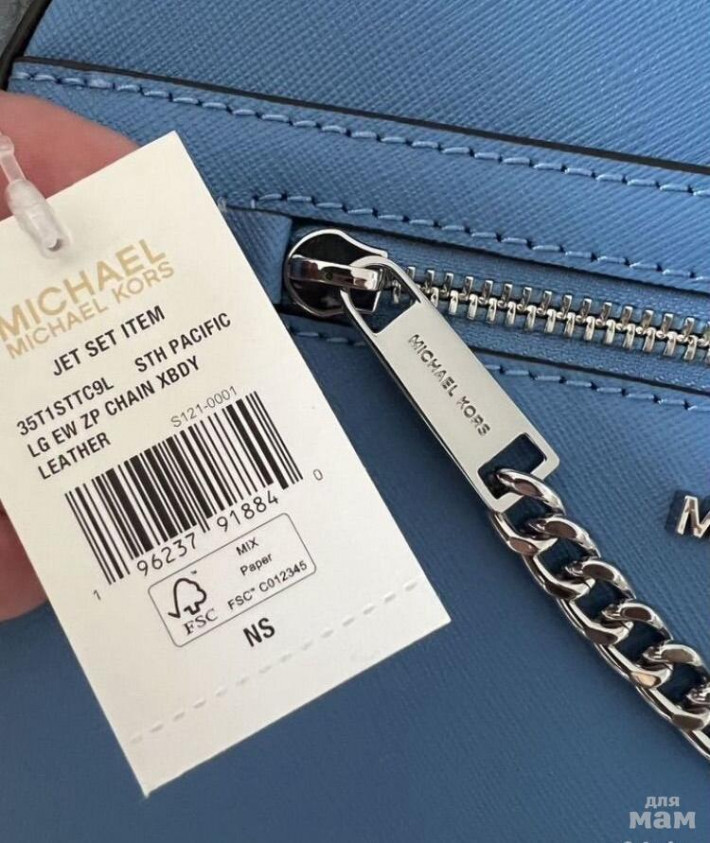 MICHAEL
MICHAEL KORS
JET SET ITEM
35T1STTC9L STH PACIFIC
LG EW ZP CHAIN XBDY
LEATHER
S121-0001
1 96237 91884 0
MIX
Paper
FSC® C012345
FSC
NS
MICHAEL KORS
M
для
мам